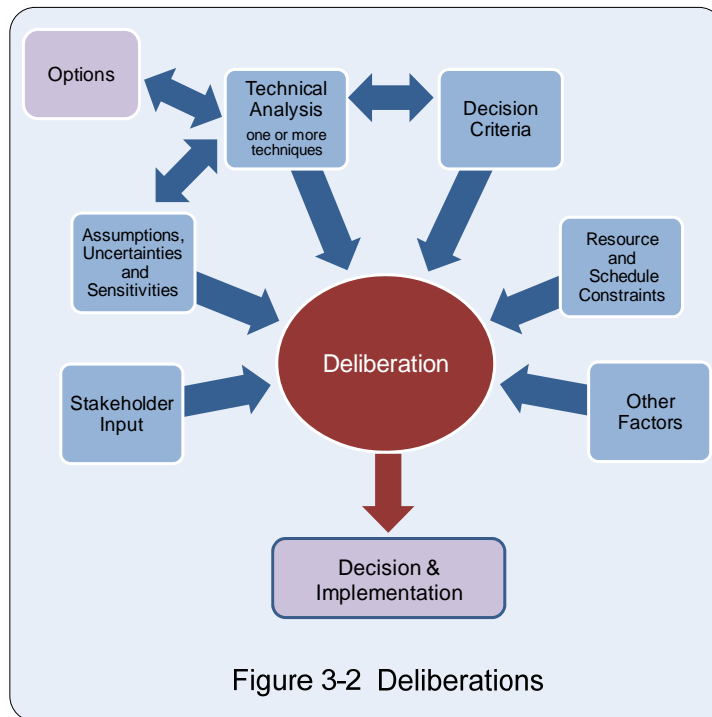 Options
Technical
Analysis
one or more
techniques
Decision
Criteria
Assumptions,
Uncertainties
and
Sensitivities
Resource
and
Schedule
Constraints
Deliberation
Stakeholder
Input
Other
Factors
Decision &
Implementation
Figure 3-2 Deliberations